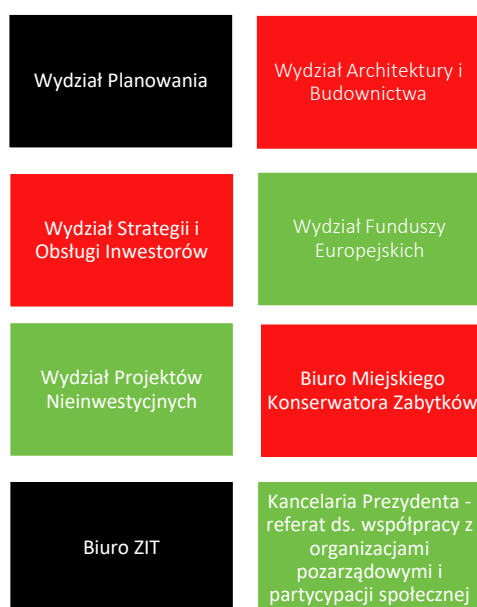 Wydział Planowania
Wydział Architektury i
Budownictwa
Wydział Strategii i
Obsługi Inwestorów
Wydział Funduszy
Europejskich
Wydział Projektów
Nieinwestycjnych
Biuro Miejskiego
Konserwatora Zabytków
Biuro ZIT
Kancelaria Prezydenta -
referat ds. współpracy z
organizacjami
pozarządowymi i
partycypacji społecznej